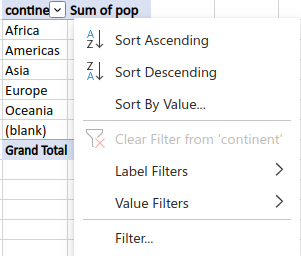 contine Sum of pop
Africa
Americas
Asia
Europe
Oceania
(blank)
Grand Total
A
Z
Sort Ascending
Z
A
Sort Descending
Sort By Value...
Clear Filter from 'continent'
Label Filters
Value Filters
Filter...